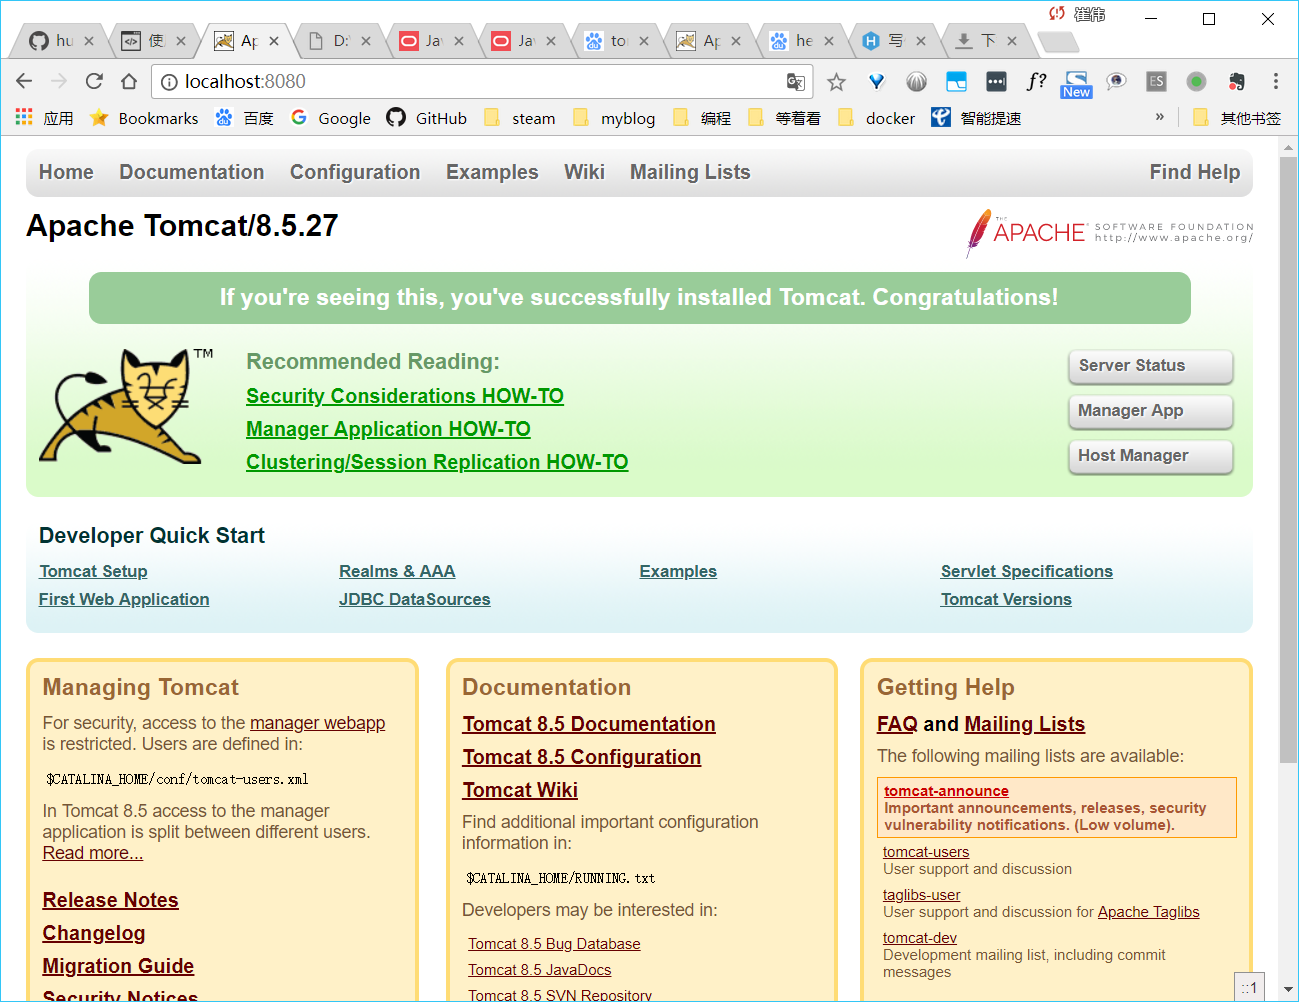 崔伟
hu
使
Ap
D:\
Jav
Jav
tor
Ap
he
写
下
localhost:8080
f?
New
ES
应用 Bookmarks 百度 Google GitHub steam myblog 编程 等着看 docker 智能提速 » 其他书签
Home Documentation Configuration Examples Wiki Mailing Lists Find Help
Apache Tomcat/8.5.27
THE APACHE® SOFTWARE FOUNDATION
http://www.apache.org/
If you're seeing this, you've successfully installed Tomcat. Congratulations!
TM
Recommended Reading:
Security Considerations HOW-TO
Manager Application HOW-TO
Clustering/Session Replication HOW-TO
Server Status
Manager App
Host Manager
Developer Quick Start
Tomcat Setup Realms & AAA Examples Servlet Specifications
First Web Application JDBC DataSources Tomcat Versions
Managing Tomcat
For security, access to the manager webapp
is restricted. Users are defined in:
$CATALINA_HOME/conf/tomcat-users.xml
In Tomcat 8.5 access to the manager
application is split between different users.
Read more...
Release Notes
Changelog
Migration Guide
Security Notices
Documentation
Tomcat 8.5 Documentation
Tomcat 8.5 Configuration
Tomcat Wiki
Find additional important configuration
information in:
$CATALINA_HOME/RUNNING.txt
Developers may be interested in:
Tomcat 8.5 Bug Database
Tomcat 8.5 JavaDocs
Tomcat 8.5 SVN Repository
Getting Help
FAQ and Mailing Lists
The following mailing lists are available:
tomcat-announce
Important announcements, releases, security
vulnerability notifications. (Low volume).
tomcat-users
User support and discussion
taglibs-user
User support and discussion for Apache Taglibs
tomcat-dev
Development mailing list, including commit
messages
::1